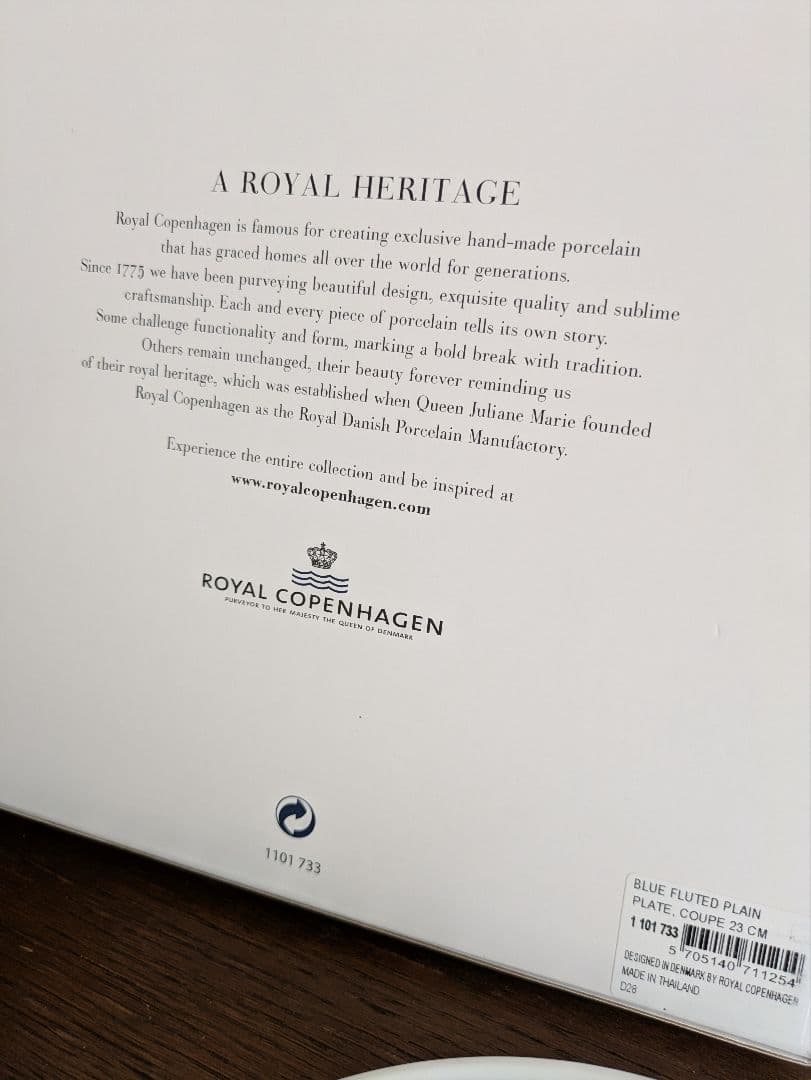 A ROYAL HERITAGE
Royal Copenhagen is famous for creating exclusive hand-made porcelain
that has graced homes all over the world for generations.
Since 1775 we have been purveying beautiful design, exquisite quality and sublime
craftsmanship. Each and every piece of porcelain tells its own story.
Some challenge functionality and form, marking a bold break with tradition.
Others remain unchanged, their beauty forever reminding us
of their royal heritage, which was established when Queen Juliane Marie founded
Royal Copenhagen as the Royal Danish Porcelain Manufactory.
Experience the entire collection and be inspired at
www.royalcopenhagen.com
ROYAL COPENHAGEN
PURVEYOR TO HER MAJESTY THE QUEEN OF DENMARK
1101 733
BLUE FLUTED PLAIN
PLATE, COUPE 23 CM
1 101 733
5 705140 711254
DESIGNED IN DENMARK BY ROYAL COPENHAGEN
MADE IN THAILAND
D28